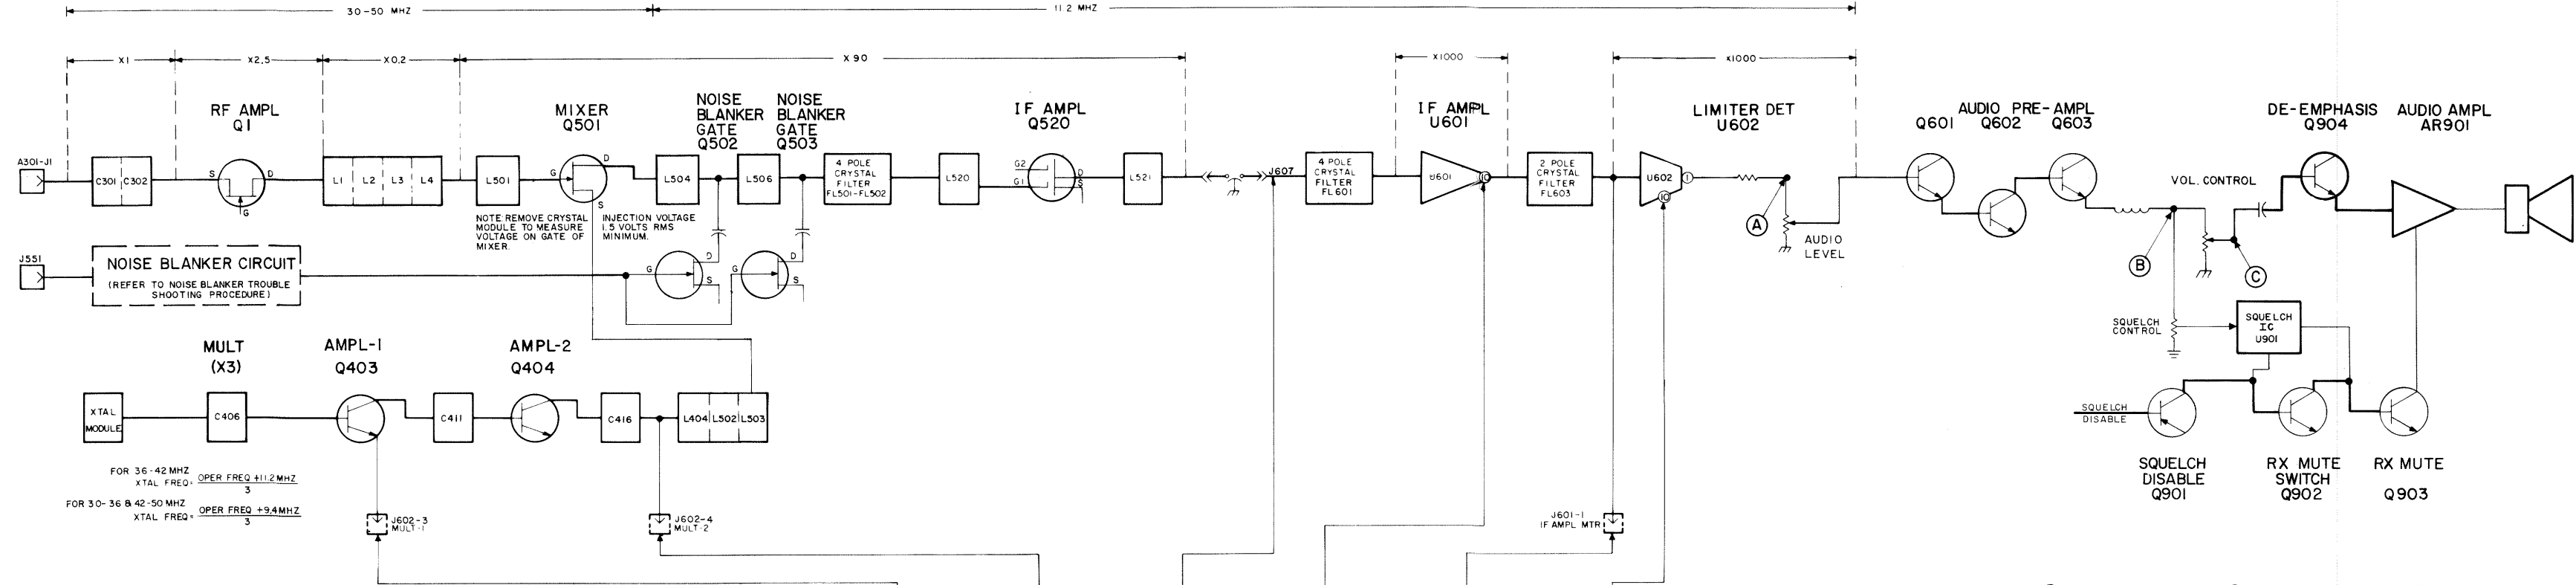 30-50 MHZ
11.2 MHZ
X1
X2.5
X0.2
X 90
X1000
X1000
RF AMPL
Q1
MIXER
Q501
NOISE
BLANKER
GATE
Q502
NOISE
BLANKER
GATE
Q503
IF AMPL
Q520
IF AMPL
U601
LIMITER DET
U602
AUDIO PRE-AMPL
Q601
Q602
Q603
DE-EMPHASIS
Q904
AUDIO AMPL
AR901
A301-J1
C301
C302
S
D
G
L1
L2
L3
L4
L501
G
D
S
L504
L506
4 POLE
CRYSTAL
FILTER
FL501-FL502
L520
G2
G1
D
S
L521
J607
4 POLE
CRYSTAL
FILTER
FL601
U601
10
2 POLE
CRYSTAL
FILTER
FL603
U602
1
10
A
AUDIO
LEVEL
VOL. CONTROL
B
C
NOTE: REMOVE CRYSTAL
MODULE TO MEASURE
VOLTAGE ON GATE OF
MIXER.
INJECTION VOLTAGE
1.5 VOLTS RMS
MINIMUM.
J551
NOISE BLANKER CIRCUIT
(REFER TO NOISE BLANKER TROUBLE
SHOOTING PROCEDURE)
G
D
S
G
D
S
SQUELCH
CONTROL
SQUELCH
IC
U901
MULT
(X3)
AMPL-1
Q403
AMPL-2
Q404
XTAL
MODULE
C406
C411
C416
L404
L502
L503
SQUELCH
DISABLE
SQUELCH
DISABLE
Q901
RX MUTE
SWITCH
Q902
RX MUTE
Q903
FOR 36-42 MHZ
XTAL FREQ= OPER FREQ +11.2MHZ
3
FOR 30-36 & 42-50 MHZ
XTAL FREQ= OPER FREQ +9.4MHZ
3
J602-3
MULT-1
J602-4
MULT-2
J601-1
IF AMPL MTR